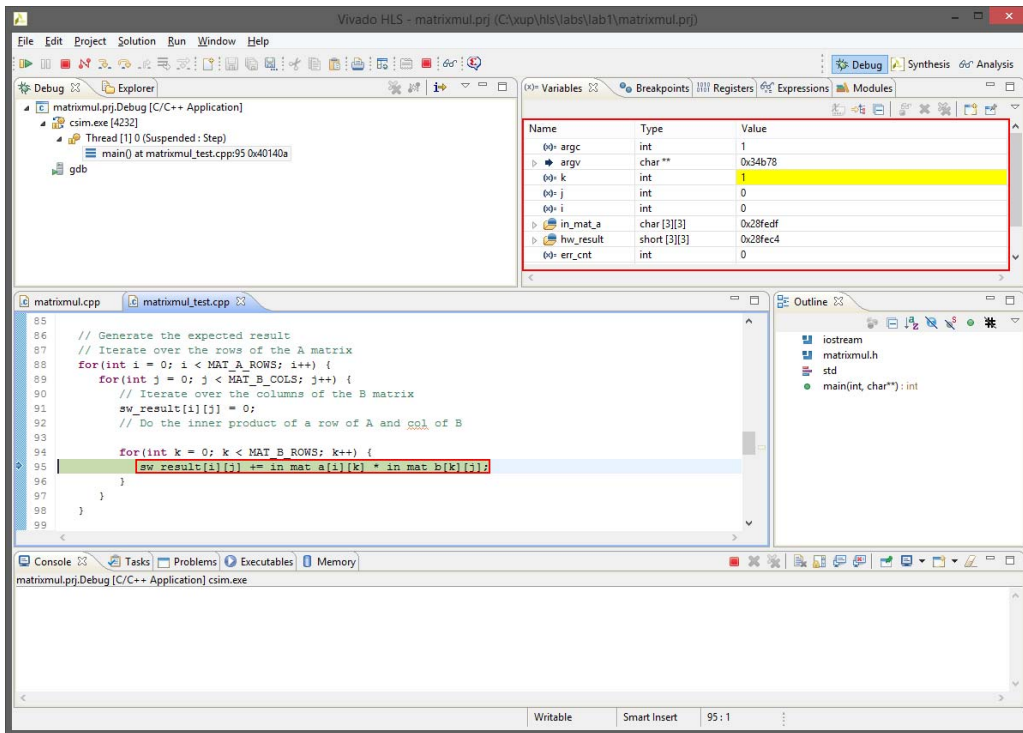 Vivado HLS - matrixmul.prj (C:\xup\hls\labs\lab1\matrixmul.prj)
File Edit Project Solution Run Window Help
Debug Synthesis Analysis
Debug Explorer
matrixmul.prj.Debug [C/C++ Application]
csim.exe [4232]
Thread [1] 0 (Suspended : Step)
main() at matrixmul_test.cpp:95 0x40140a
gdb
(x)= Variables Breakpoints Registers Expressions Modules
Name Type Value
(x)= argc int 1
argv char ** 0x34b78
(x)= k int 1
(x)= j int 0
(x)= i int 0
in_mat_a char [3][3] 0x28fedf
hw_result short [3][3] 0x28fec4
(x)= err_cnt int 0
matrixmul.cpp matrixmul_test.cpp
85
86 // Generate the expected result
87 // Iterate over the rows of the A matrix
88 for(int i = 0; i < MAT_A_ROWS; i++) {
89 for(int j = 0; j < MAT_B_COLS; j++) {
90 // Iterate over the columns of the B matrix
91 sw_result[i][j] = 0;
92 // Do the inner product of a row of A and col of B
93
94 for(int k = 0; k < MAT_B_ROWS; k++) {
95 sw_result[i][j] += in_mat_a[i][k] * in_mat_b[k][j];
96 }
97 }
98 }
99
Outline
iostream
matrixmul.h
std
main(int, char**) : int
Console Tasks Problems Executables Memory
matrixmul.prj.Debug [C/C++ Application] csim.exe
Writable Smart Insert 95 : 1